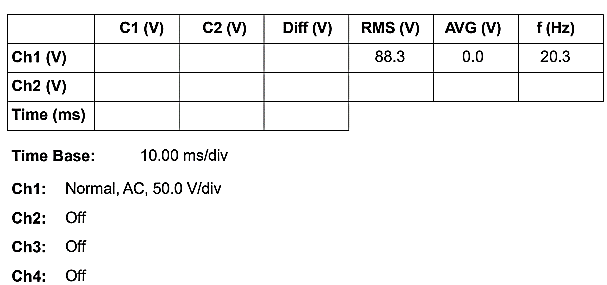 C1 (V) C2 (V) Diff (V) RMS (V) AVG (V) f (Hz)
Ch1 (V) 88.3 0.0 20.3
Ch2 (V)
Time (ms)
Time Base: 10.00 ms/div
Ch1: Normal, AC, 50.0 V/div
Ch2: Off
Ch3: Off
Ch4: Off